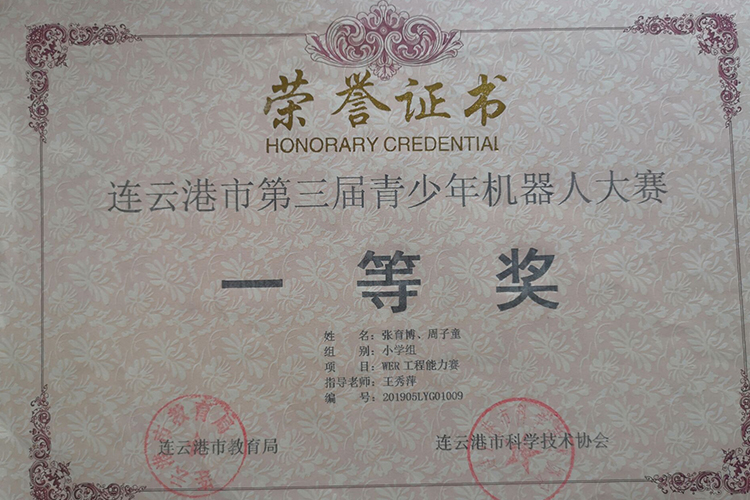 荣誉证书
HONORARY CREDENTIAL
连云港市第三届青少年机器人大赛
一等奖
姓 名：张育博、周子童
组 别：小学组
项 目：WER 工程能力赛
指导老师：王秀萍
编 号：201905LYG01009
连云港市教育局 连云港市科学技术协会